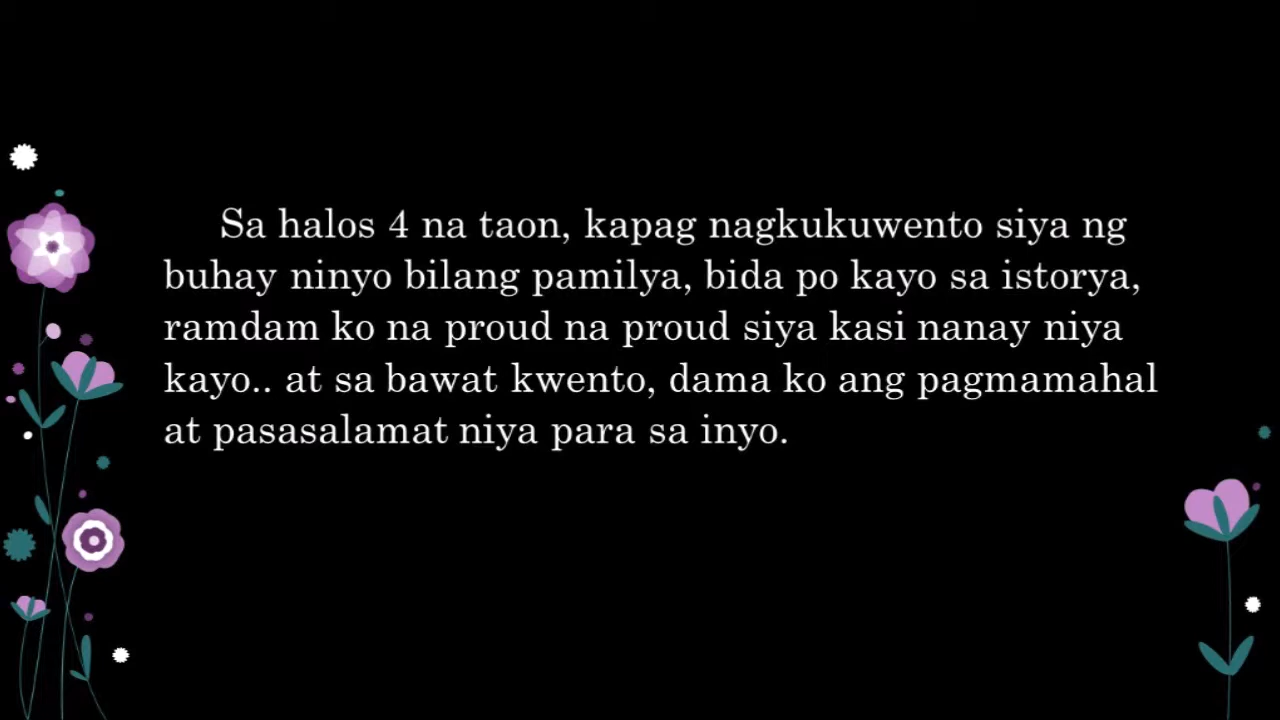 Sa halos 4 na taon, kapag nagkukuwento siya ng
buhay ninyo bilang pamilya, bida po kayo sa istorya,
ramdam ko na proud na proud siya kasi nanay niya
kayo.. at sa bawat kwento, dama ko ang pagmamahal
at pasasalamat niya para sa inyo.